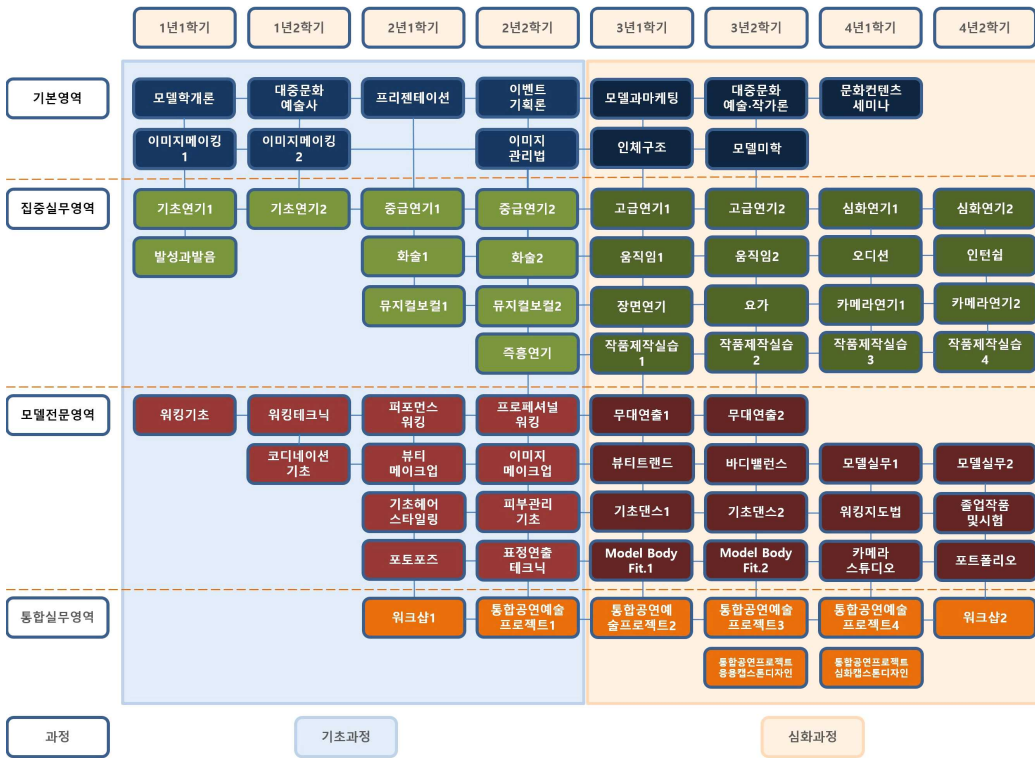 1년1학기
1년2학기
2년1학기
2년2학기
3년1학기
3년2학기
4년1학기
4년2학기
기본영역
모델학개론
대중문화
예술사
프리젠테이션
이벤트
기획론
모델과마케팅
대중문화
예술·작가론
문화컨텐츠
세미나
이미지메이킹
1
이미지메이킹
2
이미지
관리법
인체구조
모델미학
집중실무영역
기초연기1
기초연기2
중급연기1
중급연기2
고급연기1
고급연기2
심화연기1
심화연기2
발성과발음
화술1
화술2
움직임1
움직임2
오디션
인턴쉽
뮤지컬보컬1
뮤지컬보컬2
장면연기
요가
카메라연기1
카메라연기2
즉흥연기
작품제작실습
1
작품제작실습
2
작품제작실습
3
작품제작실습
4
모델전문영역
워킹기초
워킹테크닉
퍼포먼스
워킹
프로페셔널
워킹
무대연출1
무대연출2
코디네이션
기초
뷰티
메이크업
이미지
메이크업
뷰티트랜드
바디밸런스
모델실무1
모델실무2
기초헤어
스타일링
피부관리
기초
기초댄스1
기초댄스2
워킹지도법
졸업작품
및시험
포토포즈
표정연출
테크닉
Model Body
Fit.1
Model Body
Fit.2
카메라
스튜디오
포트폴리오
통합실무영역
워크샵1
통합공연예술
프로젝트1
통합공연예
술프로젝트2
통합공연예술
프로젝트3
통합공연예술
프로젝트4
워크샵2
통합공연프로젝트
응용캡스톤디자인
통합공연프로젝트
심화캡스톤디자인
과정
기초과정
심화과정